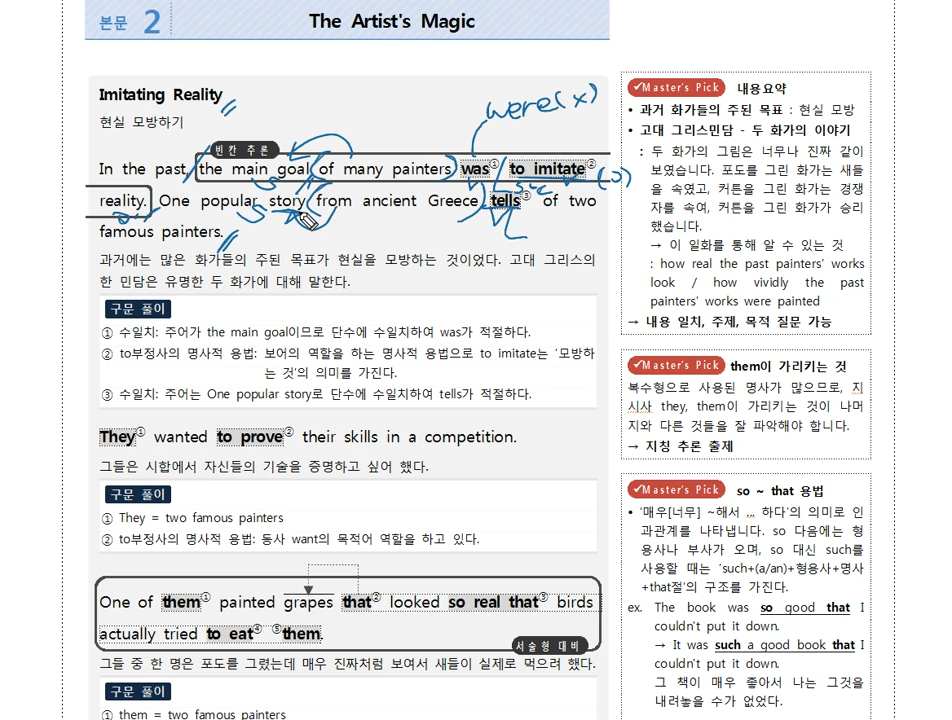 본문 2
The Artist's Magic
Imitating Reality
현실 모방하기
were(x)
빈칸 추론
In the past, the main goal of many painters was① to imitate②
(o)
reality. One popular story from ancient Greece tells③ of two
famous painters.
과거에는 많은 화가들의 주된 목표가 현실을 모방하는 것이었다. 고대 그리스의
한 민담은 유명한 두 화가에 대해 말한다.
구문 풀이
① 수일치: 주어가 the main goal이므로 단수에 수일치하여 was가 적절하다.
② to부정사의 명사적 용법: 보어의 역할을 하는 명사적 용법으로 to imitate는 '모방하
는 것'의 의미를 가진다.
③ 수일치: 주어는 One popular story로 단수에 수일치하여 tells가 적절하다.
They① wanted to prove② their skills in a competition.
그들은 시합에서 자신들의 기술을 증명하고 싶어 했다.
구문 풀이
① They = two famous painters
② to부정사의 명사적 용법: 동사 want의 목적어 역할을 하고 있다.
One of them① painted grapes that② looked so real that③ birds
actually tried to eat④ ⑤them.
서술형 대비
그들 중 한 명은 포도를 그렸는데 매우 진짜처럼 보여서 새들이 실제로 먹으려 했다.
구문 풀이
① them = two famous painters
✓Master's Pick 내용요약
• 과거 화가들의 주된 목표 : 현실 모방
• 고대 그리스민담 - 두 화가의 이야기
: 두 화가의 그림은 너무나 진짜 같이
보였습니다. 포도를 그린 화가는 새들
을 속였고, 커튼을 그린 화가는 경쟁
자를 속여, 커튼을 그린 화가가 승리
했습니다.
→ 이 일화를 통해 알 수 있는 것
: how real the past painters' works
look / how vividly the past
painters' works were painted
→ 내용 일치, 주제, 목적 질문 가능
✓Master's Pick them이 가리키는 것
복수형으로 사용된 명사가 많으므로, 지
시사 they, them이 가리키는 것이 나머
지와 다른 것들을 잘 파악해야 합니다.
→ 지칭 추론 출제
✓Master's Pick so ~ that 용법
• '매우[너무] ~해서 … 하다'의 의미로 인
과관계를 나타냅니다. so 다음에는 형
용사나 부사가 오며, so 대신 such를
사용할 때는 'such+(a/an)+형용사+명사
+that절'의 구조를 가진다.
ex. The book was so good that I
couldn't put it down.
→ It was such a good book that I
couldn't put it down.
그 책이 매우 좋아서 나는 그것을
내려놓을 수가 없었다.